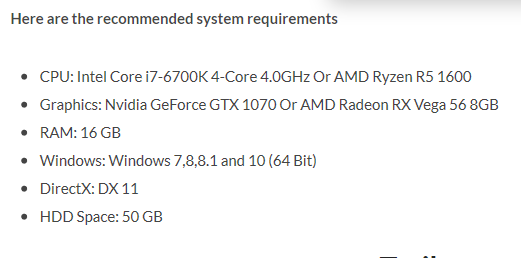 Here are the recommended system requirements
CPU: Intel Core i7-6700K 4-Core 4.0GHz Or AMD Ryzen R5 1600
Graphics: Nvidia GeForce GTX 1070 Or AMD Radeon RX Vega 56 8GB
RAM: 16 GB
Windows: Windows 7,8,8.1 and 10 (64 Bit)
DirectX: DX 11
HDD Space: 50 GB